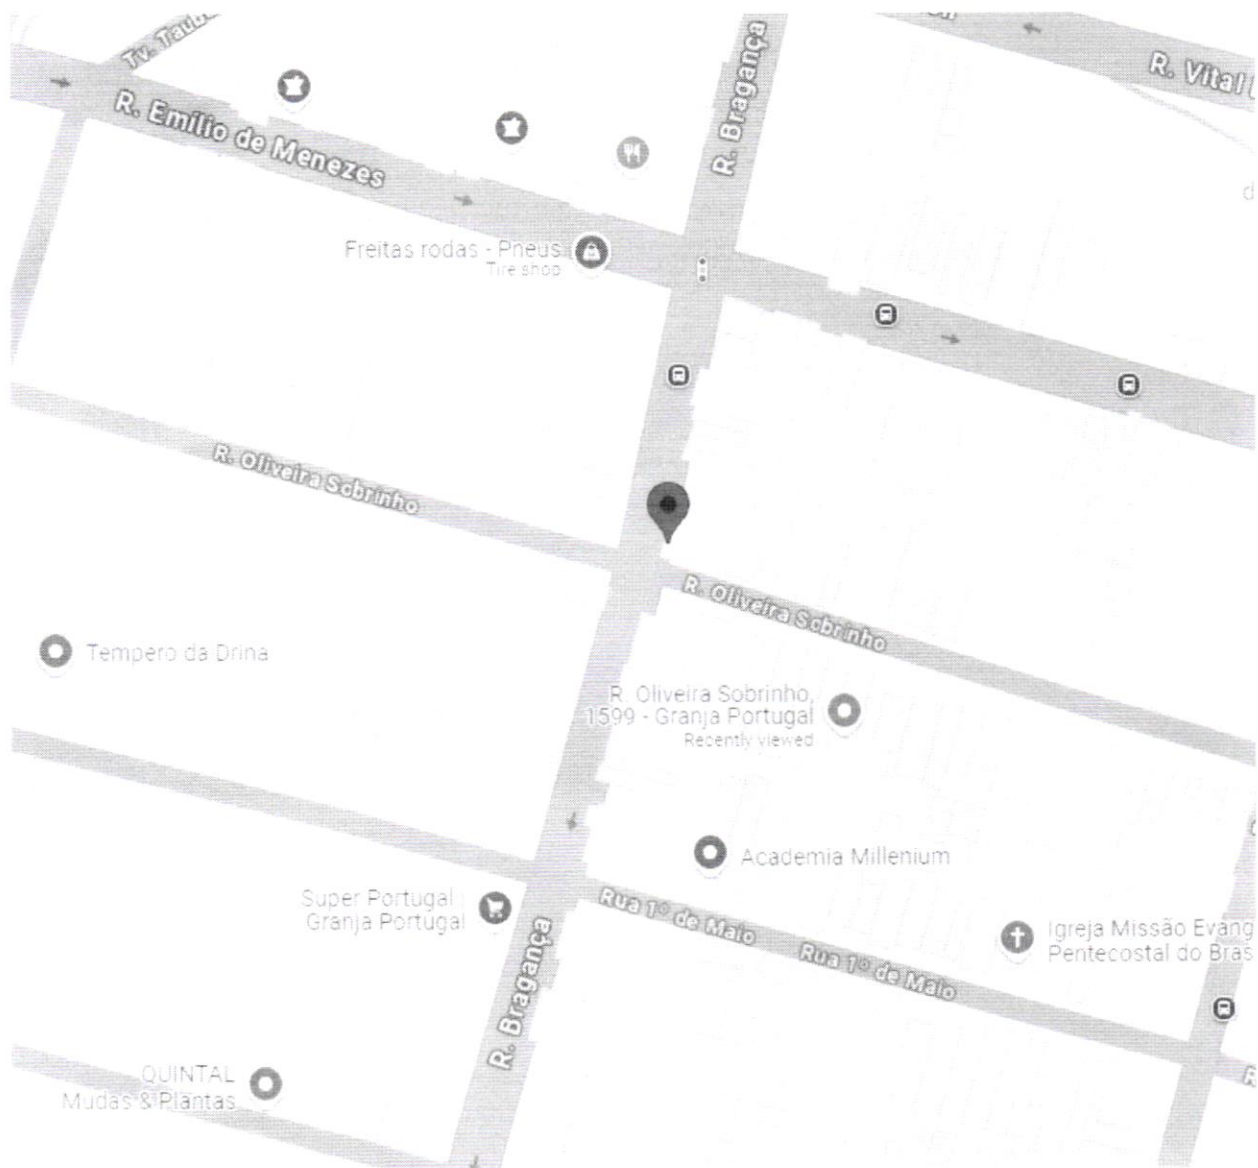 Tv. Taub
R. Bragança
R. Vital
R. Emílio de Menezes
Freitas rodas - Pneus
Tire shop
R. Oliveira Sobrinho
R. Oliveira Sobrinho
Tempero da Drina
R. Oliveira Sobrinho,
1599 - Granja Portugal
Recently viewed
Academia Millenium
Super Portugal
Granja Portugal
Rua 1º de Maio
Rua 1º de Maio
Igreja Missão Evang
Pentecostal do Bras
R. Bragança
QUINTAL
Mudas & Plantas